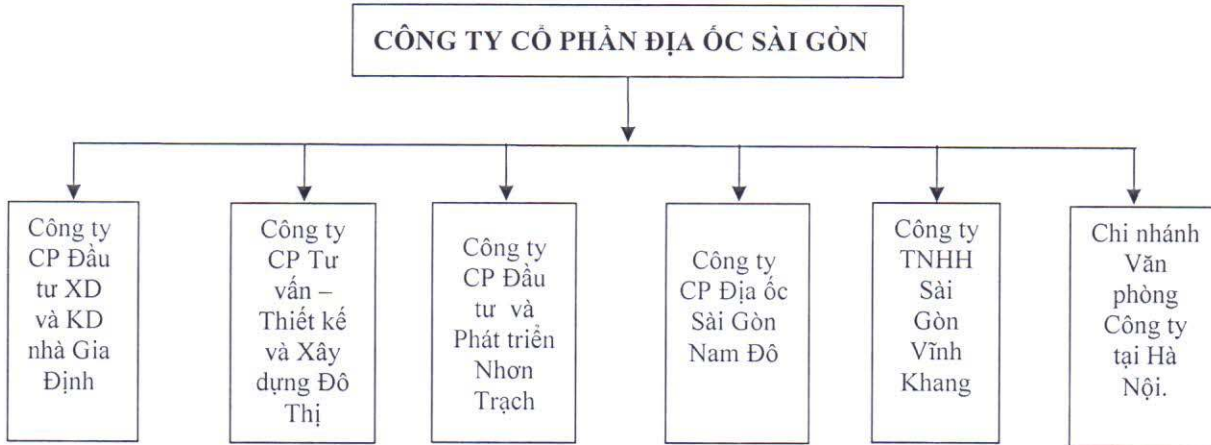 CÔNG TY CỔ PHẦN ĐỊA ỐC SÀI GÒN
Công ty
CP Đầu
tư XD
và KD
nhà Gia
Định
Công ty
CP Tư
vấn –
Thiết kế
và Xây
dựng Đô
Thị
Công ty
CP Đầu
tư và
Phát triển
Nhơn
Trạch
Công ty
CP Địa ốc
Sài Gòn
Nam Đô
Công ty
TNHH
Sài
Gòn
Vĩnh
Khang
Chi nhánh
Văn
phòng
Công ty
tại Hà
Nội.